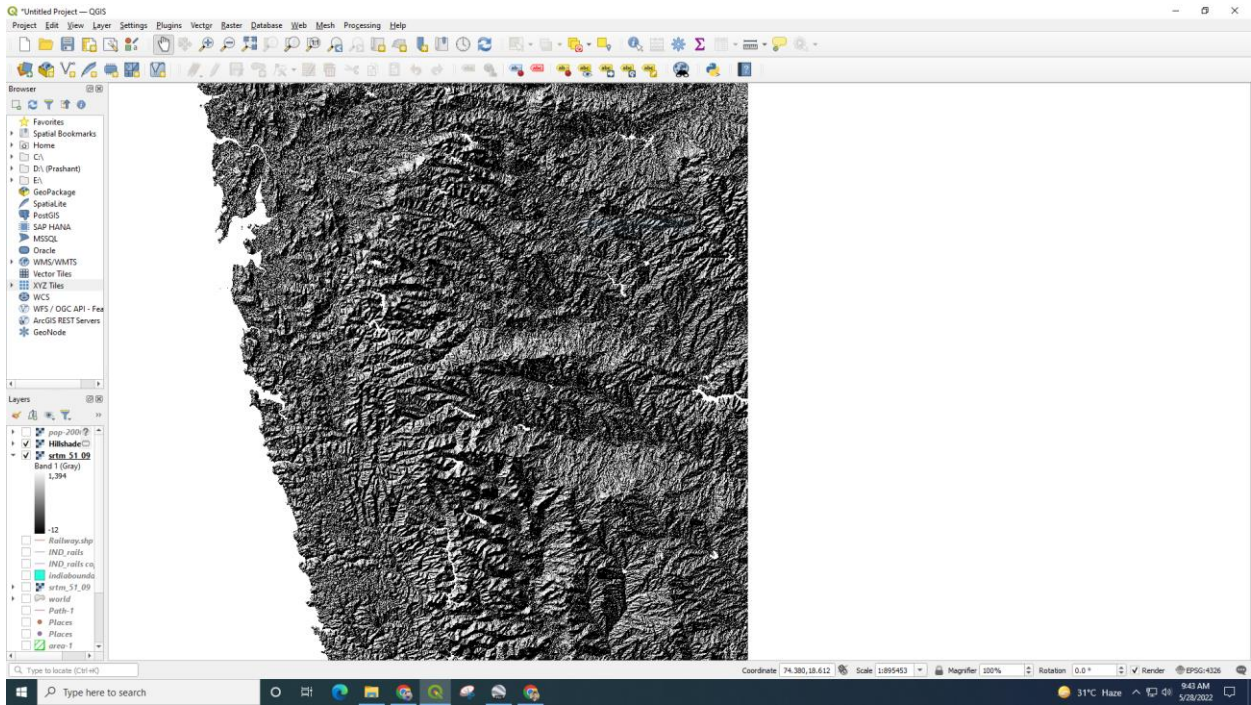 *Untitled Project — QGIS
Project Edit View Layer Settings Plugins Vector Raster Database Web Mesh Processing Help
Browser
Favorites
Spatial Bookmarks
Home
C:\
D:\ (Prashant)
E:\
GeoPackage
SpatiaLite
PostGIS
SAP HANA
MSSQL
Oracle
WMS/WMTS
Vector Tiles
XYZ Tiles
WCS
WFS / OGC API - Fea
ArcGIS REST Servers
GeoNode
Layers
pop-200
Hillshade
srtm_51_09
Band 1 (Gray)
1,394
-12
Railway.shp
IND_rails
IND_rails co
indiabounda
srtm_51_09
world
Path-1
Places
Places
area-1
Type to locate (Ctrl+K)
Coordinate 74.380,18.612 Scale 1:895453 Magnifier 100% Rotation 0.0 ° Render EPSG:4326
Type here to search
31°C Haze
9:43 AM
5/28/2022